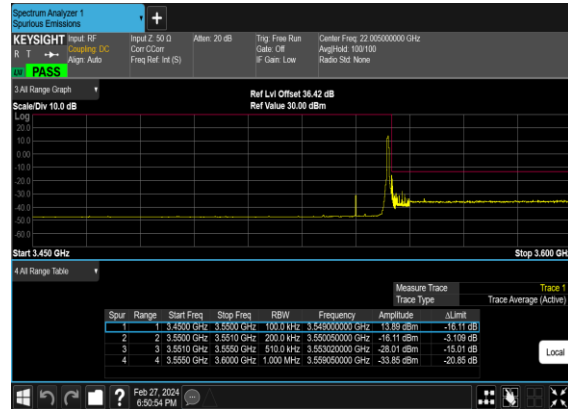 Spectrum Analyzer 1
Spurious Emissions
+
KEYSIGHT Input: RF Input Z: 50 Ω Atten: 20 dB Trig: Free Run Center Freq: 22.005000000 GHz
R T Coupling: DC Corr CCorr Gate: Off Avg|Hold: 100/100
Align: Auto Freq Ref: Int (S) IF Gain: Low Radio Std: None
PASS
3 All Range Graph
Ref Lvl Offset 36.42 dB
Scale/Div 10.0 dB Ref Value 30.00 dBm
Log
20.0
10.0
0.0
-10.0
-20.0
-30.0
-40.0
-50.0
-60.0
Start 3.450 GHz Stop 3.600 GHz
4 All Range Table
Measure Trace Trace 1
Trace Type Trace Average (Active)
Spur Range Start Freq Stop Freq RBW Frequency Amplitude ΔLimit
1 1 3.4500 GHz 3.5500 GHz 100.0 kHz 3.549000000 GHz 13.89 dBm -16.11 dB
2 2 3.5500 GHz 3.5510 GHz 200.0 kHz 3.550050000 GHz -16.11 dBm -3.109 dB
3 3 3.5510 GHz 3.5550 GHz 510.0 kHz 3.553020000 GHz -28.01 dBm -15.01 dB
4 4 3.5550 GHz 3.6000 GHz 1.000 MHz 3.559050000 GHz -33.85 dBm -20.85 dB
Local
? Feb 27, 2024
6:50:54 PM